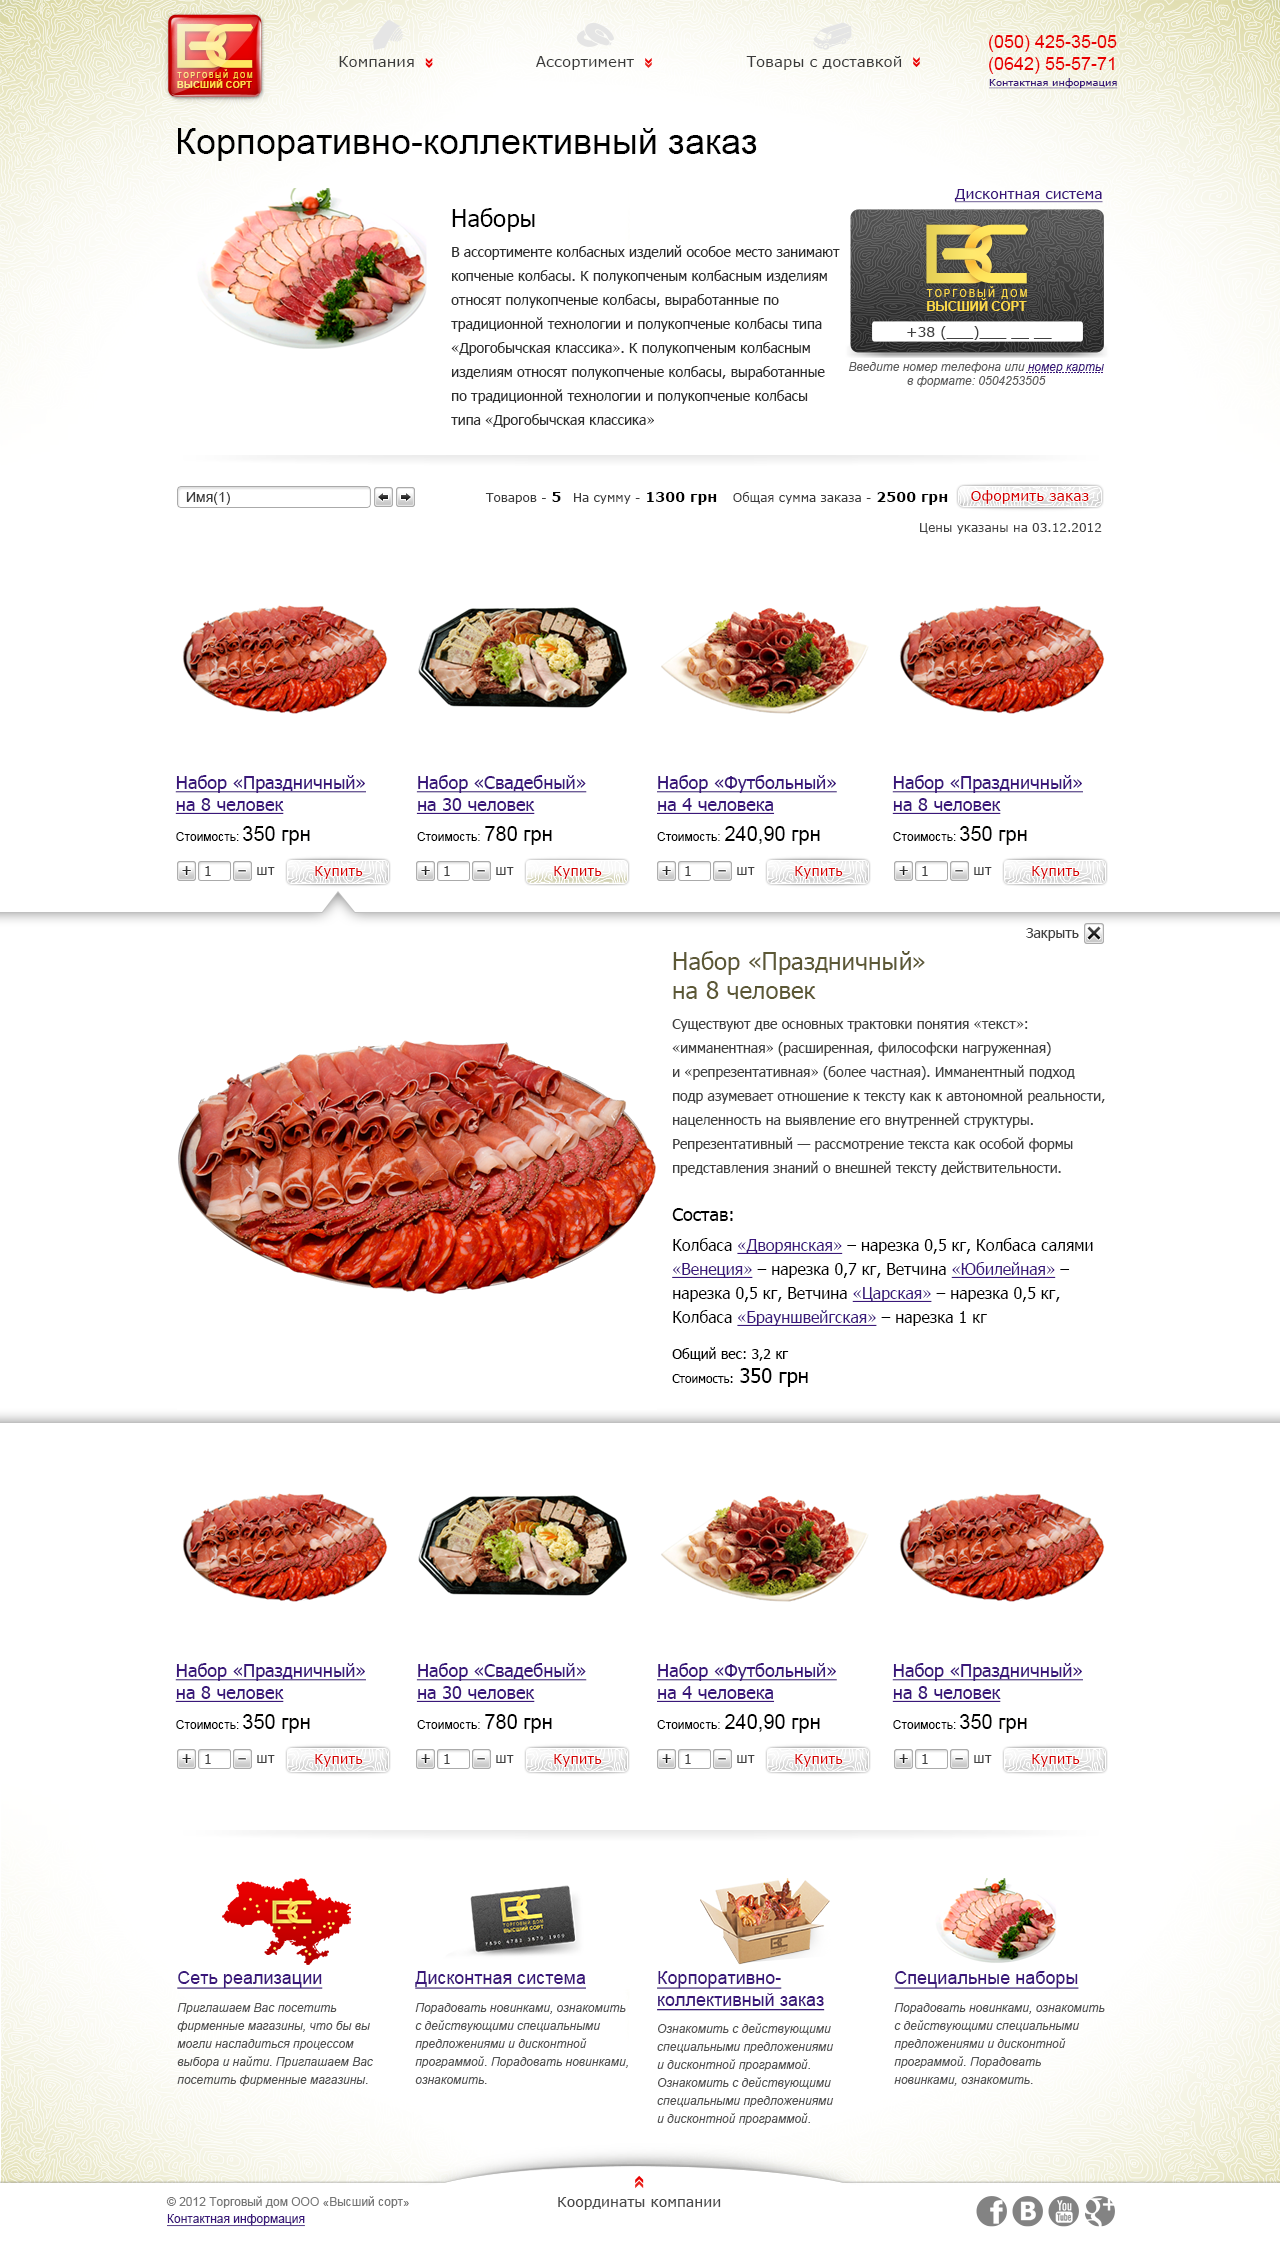 ТОРГОВЫЙ ДОМ
ВЫСШИЙ СОРТ
Компания
Ассортимент
Товары с доставкой
(050) 425-35-05
(0642) 55-57-71
Контактная информация
Корпоративно-коллективный заказ
Наборы
В ассортименте колбасных изделий особое место занимают
копченые колбасы. К полукопченым колбасным изделиям
относят полукопченые колбасы, выработанные по
традиционной технологии и полукопченые колбасы типа
«Дрогобычская классика». К полукопченым колбасным
изделиям относят полукопченые колбасы, выработанные
по традиционной технологии и полукопченые колбасы
типа «Дрогобычская классика»
Дисконтная система
ТОРГОВЫЙ ДОМ
ВЫСШИЙ СОРТ
+38 (___)___ __ __
Введите номер телефона или номер карты
в формате: 0504253505
Имя(1)
Товаров - 5 На сумму - 1300 грн Общая сумма заказа - 2500 грн Оформить заказ
Цены указаны на 03.12.2012
Набор «Праздничный»
на 8 человек
Стоимость: 350 грн
+ 1 − шт Купить
Набор «Свадебный»
на 30 человек
Стоимость: 780 грн
+ 1 − шт Купить
Набор «Футбольный»
на 4 человека
Стоимость: 240,90 грн
+ 1 − шт Купить
Набор «Праздничный»
на 8 человек
Стоимость: 350 грн
+ 1 − шт Купить
Закрыть
Набор «Праздничный»
на 8 человек
Существуют две основных трактовки понятия «текст»:
«имманентная» (расширенная, философски нагруженная)
и «репрезентативная» (более частная). Имманентный подход
подр азумевает отношение к тексту как к автономной реальности,
нацеленность на выявление его внутренней структуры.
Репрезентативный — рассмотрение текста как особой формы
представления знаний о внешней тексту действительности.
Состав:
Колбаса «Дворянская» – нарезка 0,5 кг, Колбаса салями
«Венеция» – нарезка 0,7 кг, Ветчина «Юбилейная» –
нарезка 0,5 кг, Ветчина «Царская» – нарезка 0,5 кг,
Колбаса «Брауншвейгская» – нарезка 1 кг
Общий вес: 3,2 кг
Стоимость: 350 грн
Набор «Праздничный»
на 8 человек
Стоимость: 350 грн
+ 1 − шт Купить
Набор «Свадебный»
на 30 человек
Стоимость: 780 грн
+ 1 − шт Купить
Набор «Футбольный»
на 4 человека
Стоимость: 240,90 грн
+ 1 − шт Купить
Набор «Праздничный»
на 8 человек
Стоимость: 350 грн
+ 1 − шт Купить
Сеть реализации
Приглашаем Вас посетить
фирменные магазины, что бы вы
могли насладиться процессом
выбора и найти. Приглашаем Вас
посетить фирменные магазины.
ТОРГОВЫЙ ДОМ
ВЫСШИЙ СОРТ
Дисконтная система
Порадовать новинками, ознакомить
с действующими специальными
предложениями и дисконтной
программой. Порадовать новинками,
ознакомить.
Корпоративно-
коллективный заказ
Ознакомить с действующими
специальными предложениями
и дисконтной программой.
Ознакомить с действующими
специальными предложениями
и дисконтной программой.
Специальные наборы
Порадовать новинками, ознакомить
с действующими специальными
предложениями и дисконтной
программой. Порадовать
новинками, ознакомить.
© 2012 Торговый дом ООО «Высший сорт»
Контактная информация
Координаты компании
You
Tube